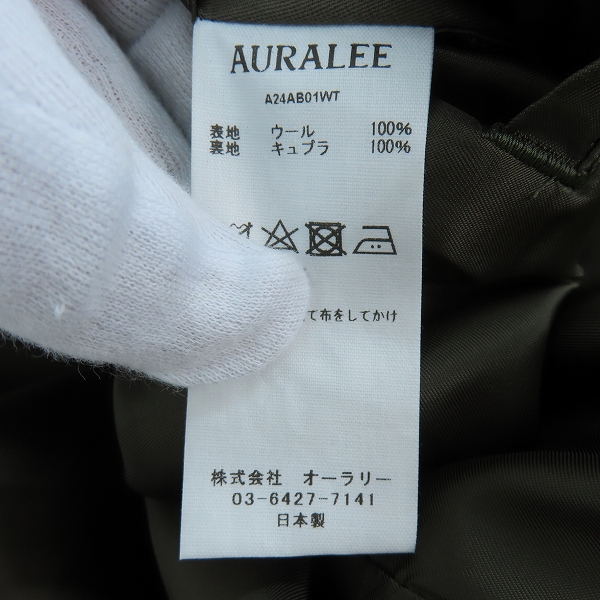 AURALEE
A24AB01WT
表地 ウール 100%
裏地 キュプラ 100%
て布をしてかけ
株式会社 オーラリー
03-6427-7141
日本製